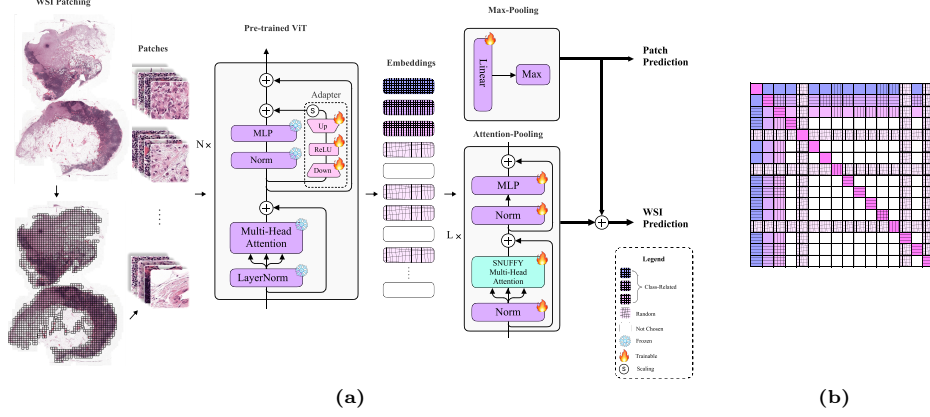 WSI Patching
Patches
Pre-trained ViT
N×
Adapter
S
Up
ReLU
Down
MLP
Norm
Multi-Head
Attention
LayerNorm
Embeddings
Max-Pooling
Linear
Max
Attention-Pooling
L×
MLP
Norm
SNUFFY
Multi-Head
Attention
Norm
Patch
Prediction
WSI
Prediction
Legend
Class-Related
Random
Not Chosen
Frozen
Trainable
S Scaling
(a)
(b)